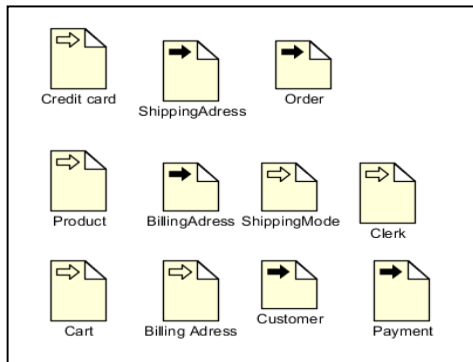 Credit card
ShippingAdress
Order
Product
BillingAdress
ShippingMode
Clerk
Cart
Billing Adress
Customer
Payment